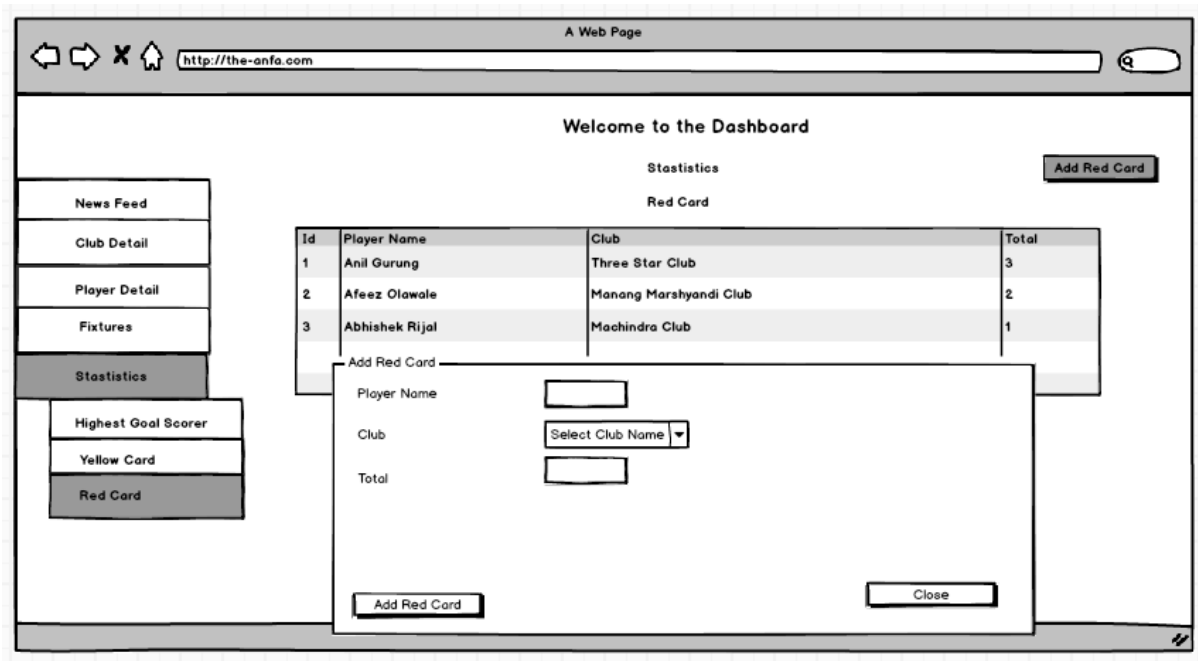 A Web Page
http://the-anfa.com
Welcome to the Dashboard
Stastistics
Add Red Card
Red Card
News Feed
Club Detail
Player Detail
Fixtures
Stastistics
Highest Goal Scorer
Yellow Card
Red Card
Id Player Name Club Total
1 Anil Gurung Three Star Club 3
2 Afeez Olawale Manang Marshyandi Club 2
3 Abhishek Rijal Machindra Club 1
Add Red Card
Player Name
Club Select Club Name
Total
Add Red Card Close